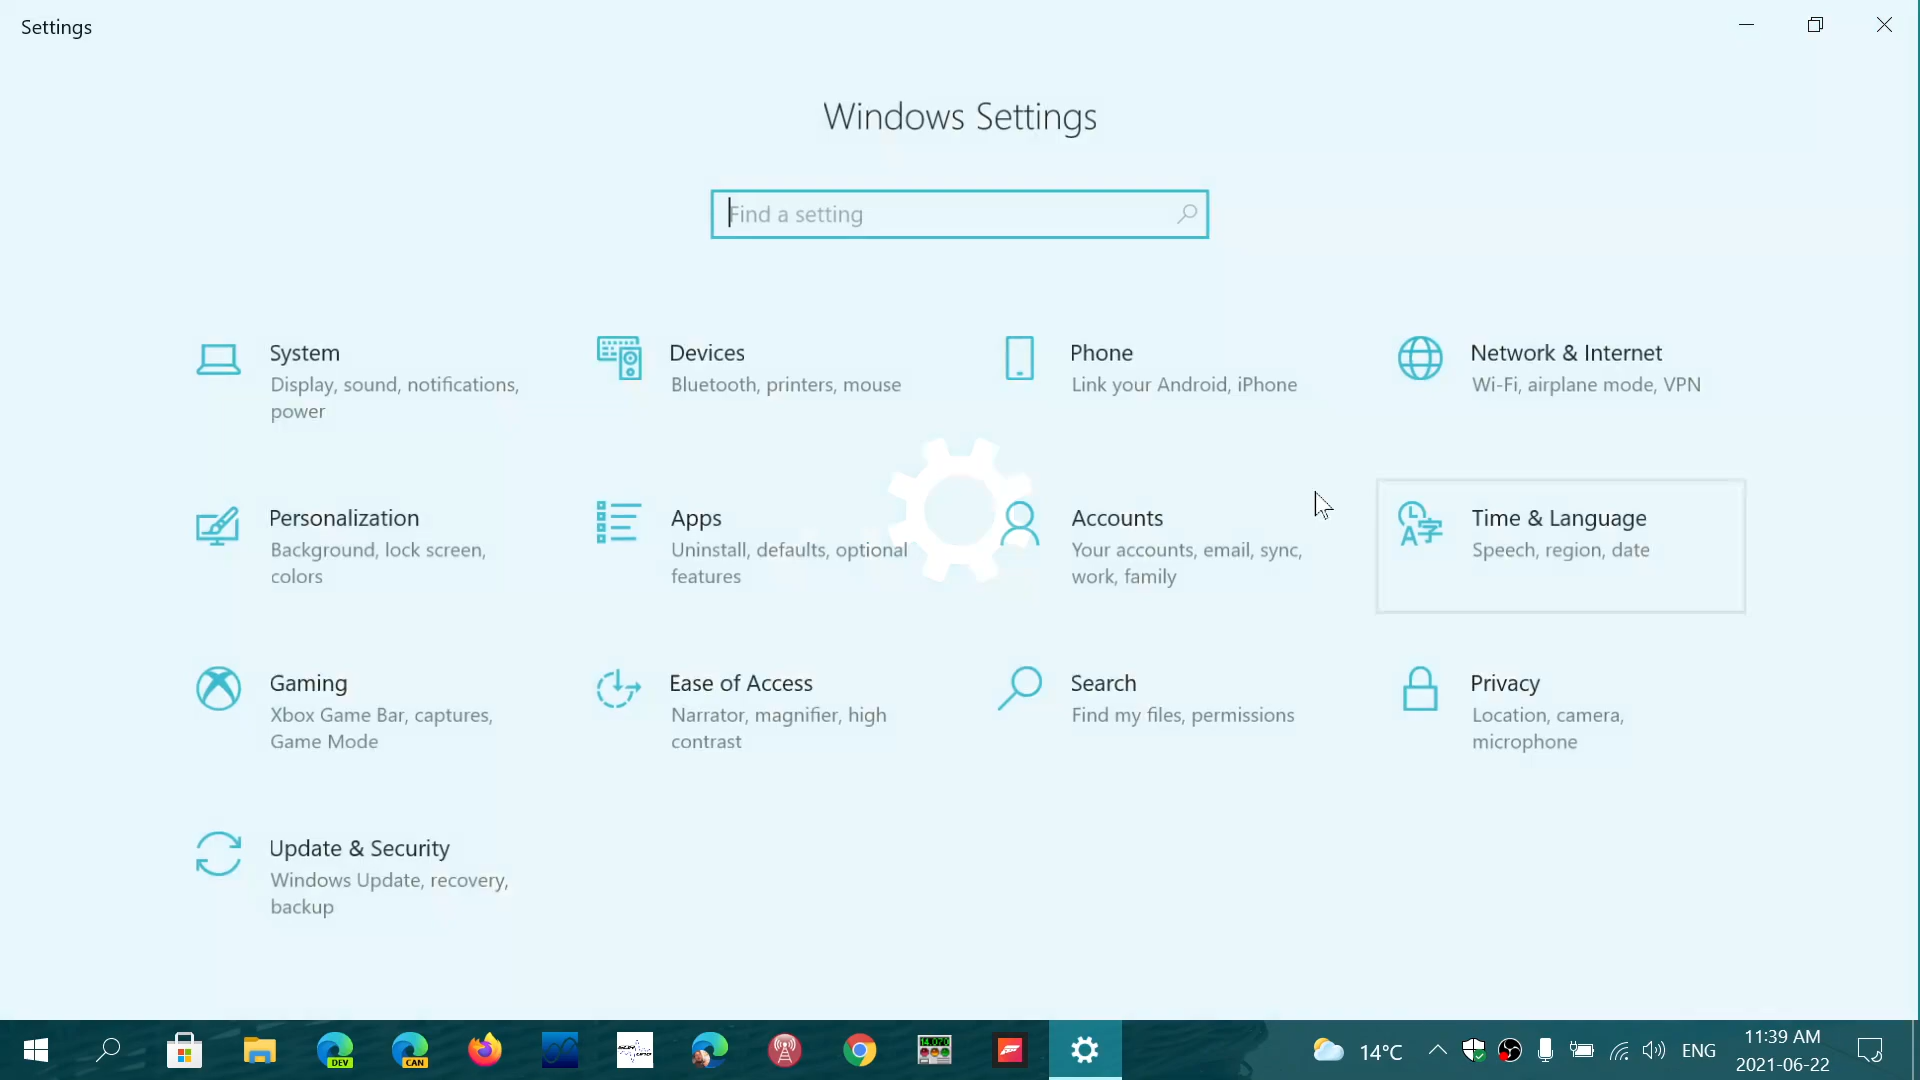 Settings
Windows Settings
Find a setting
System
Display, sound, notifications,
power
Devices
Bluetooth, printers, mouse
Phone
Link your Android, iPhone
Network & Internet
Wi-Fi, airplane mode, VPN
Personalization
Background, lock screen,
colors
Apps
Uninstall, defaults, optional
features
Accounts
Your accounts, email, sync,
work, family
Time & Language
Speech, region, date
Gaming
Xbox Game Bar, captures,
Game Mode
Ease of Access
Narrator, magnifier, high
contrast
Search
Find my files, permissions
Privacy
Location, camera,
microphone
Update & Security
Windows Update, recovery,
backup
DEV
CAN
14°C
ENG
11:39 AM
2021-06-22